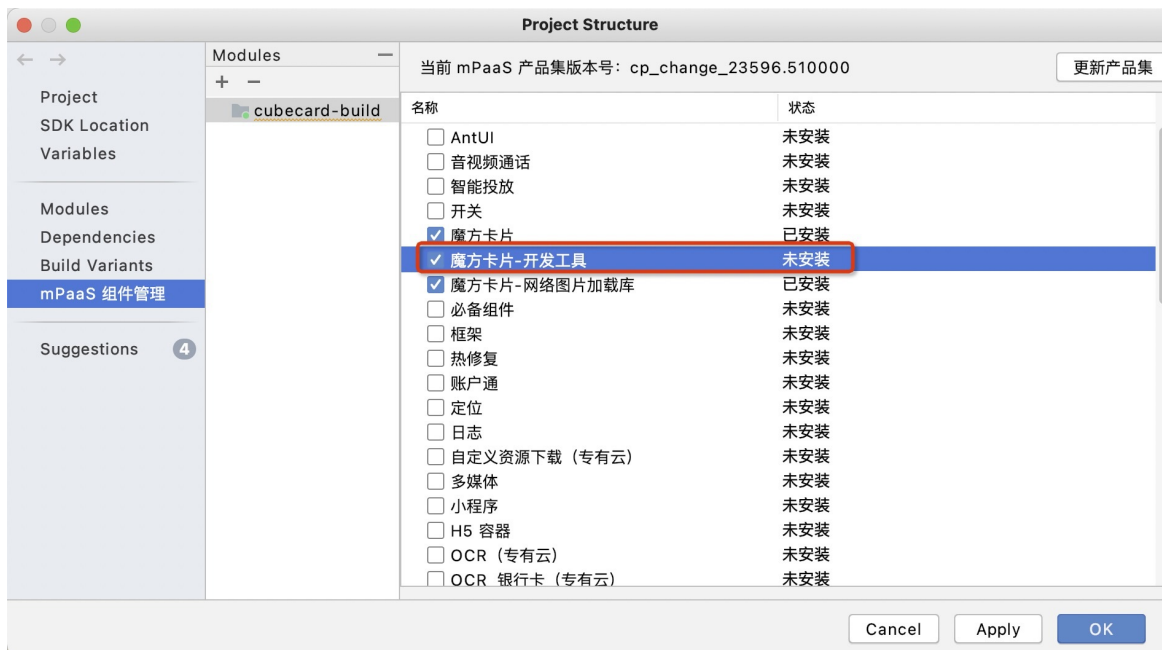 Project Structure
Project
SDK Location
Variables
Modules
Dependencies
Build Variants
mPaaS 组件管理
Suggestions 4
Modules
cubecard-build
当前 mPaaS 产品集版本号：cp_change_23596.510000 更新产品集
名称 状态
AntUI 未安装
音视频通话 未安装
智能投放 未安装
开关 未安装
魔方卡片 已安装
魔方卡片-开发工具 未安装
魔方卡片-网络图片加载库 已安装
必备组件 未安装
框架 未安装
热修复 未安装
账户通 未安装
定位 未安装
日志 未安装
自定义资源下载（专有云） 未安装
多媒体 未安装
小程序 未安装
H5 容器 未安装
OCR（专有云） 未安装
OCR 银行卡（专有云） 未安装
Cancel Apply OK